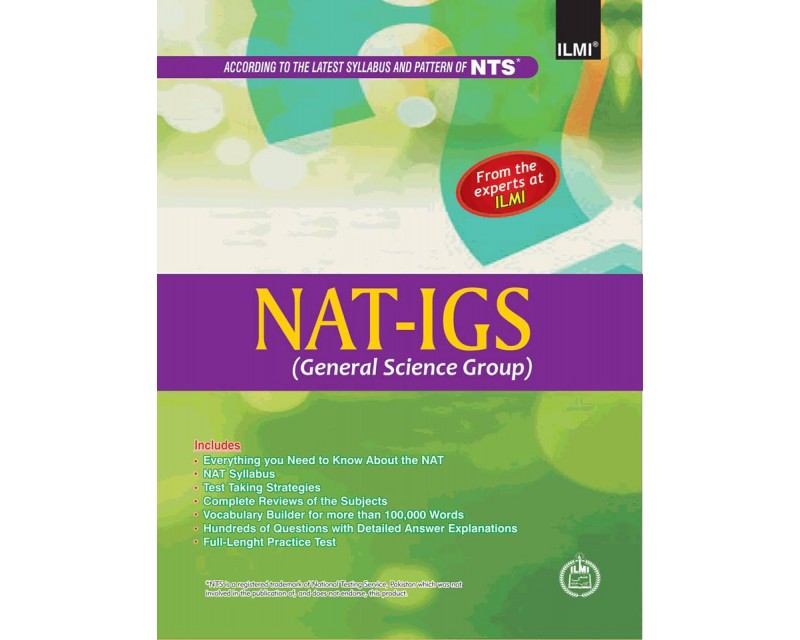 ILMI®
ACCORDING TO THE LATEST SYLLABUS AND PATTERN OF NTS*
From the
experts at
ILMI
NAT-IGS
(General Science Group)
Includes
• Everything you Need to Know About the NAT
• NAT Syllabus
• Test Taking Strategies
• Complete Reviews of the Subjects
• Vocabulary Builder for more than 100,000 Words
• Hundreds of Questions with Detailed Answer Explanations
• Full-Lenght Practice Test
*NTS is a registered trademark of National Testing Service, Pakistan which was not
involved in the publication of, and does not endorse, this product.
ILMI